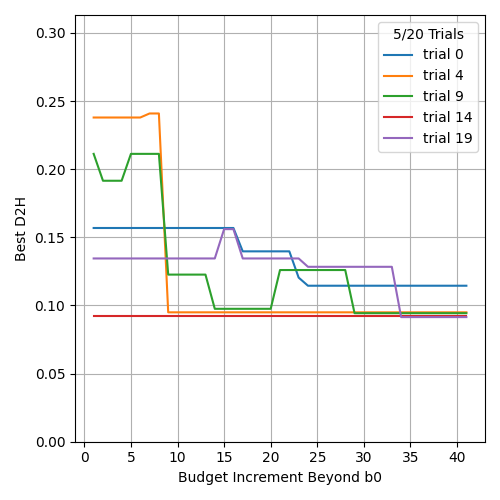 5/20 Trials
trial 0
trial 4
trial 9
trial 14
trial 19
0.30
0.25
0.20
0.15
0.10
0.05
0.00
Best D2H
0 5 10 15 20 25 30 35 40
Budget Increment Beyond b0